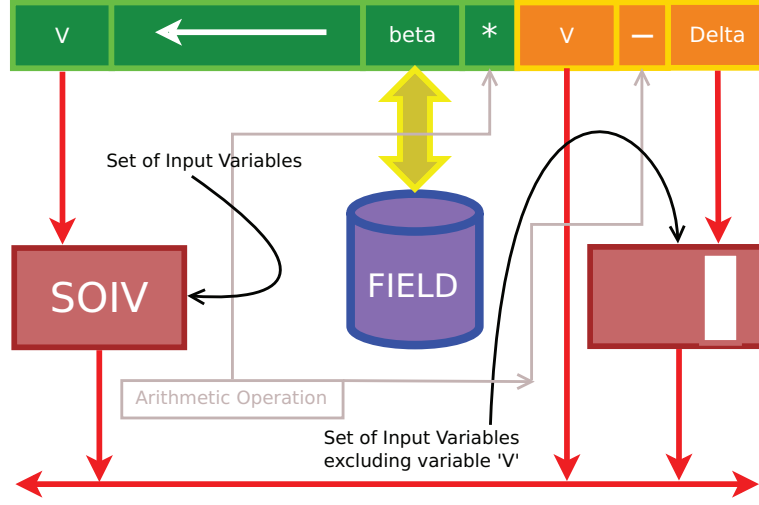 V beta * V — Delta
Set of Input Variables
SOIV
FIELD
Arithmetic Operation
Set of Input Variables
excluding variable 'V'